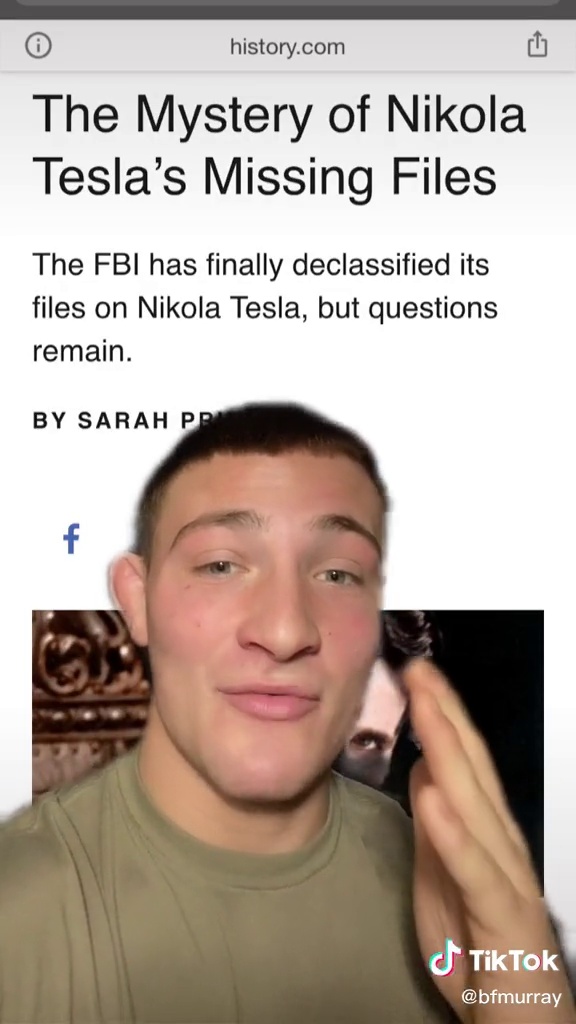 history.com
The Mystery of Nikola
Tesla's Missing Files
The FBI has finally declassified its
files on Nikola Tesla, but questions
remain.
BY SARAH
f
TikTok
@bfmurray